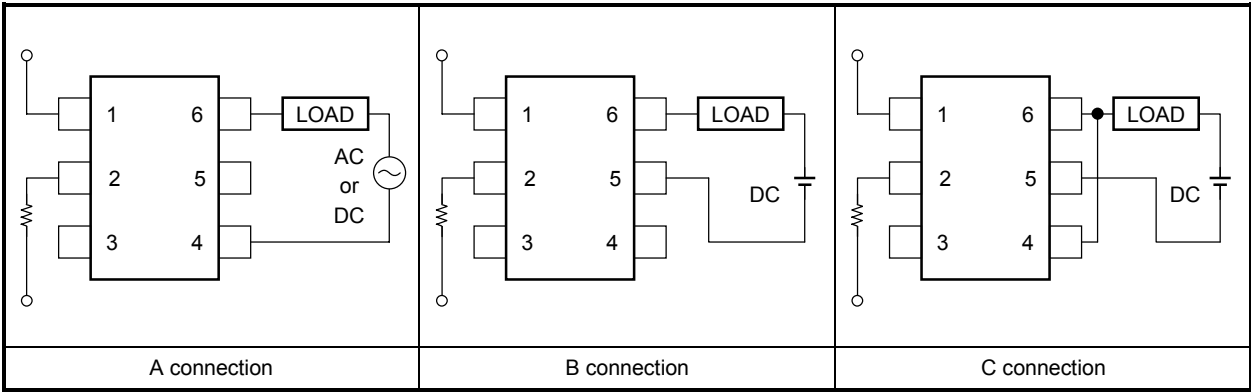 1 6 LOAD
AC
or
DC
2 5
3 4
A connection
1 6 LOAD
2 5 DC
3 4
B connection
1 6 LOAD
2 5 DC
3 4
C connection